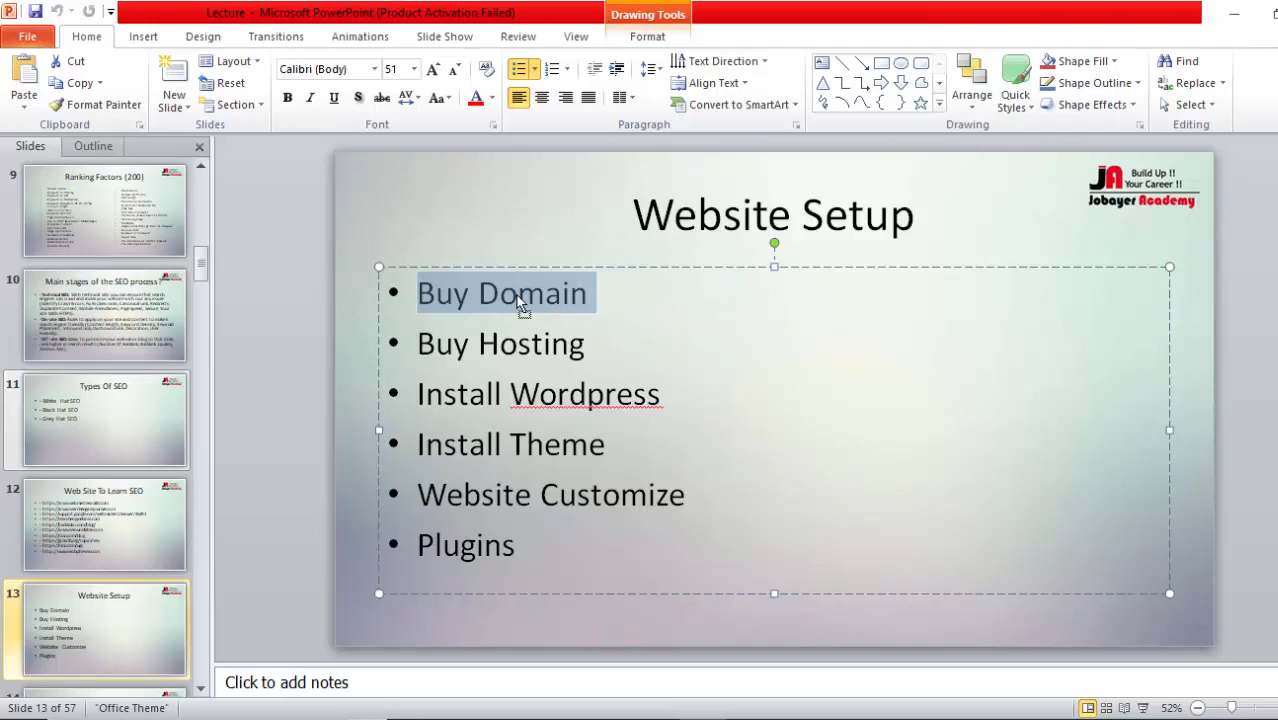 Lecture - Microsoft PowerPoint (Product Activation Failed)
Drawing Tools
File Home Insert Design Transitions Animations Slide Show Review View Format
Paste
Cut
Copy
Format Painter
Clipboard
New Slide
Layout
Reset
Section
Slides
Calibri (Body) 51
B I U S abc AV Aa A
Font
Text Direction
Align Text
Convert to SmartArt
Paragraph
Arrange
Quick Styles
Shape Fill
Shape Outline
Shape Effects
Drawing
Find
Replace
Select
Editing
Slides Outline
9
Ranking Factors (200)
10
Main stages of the SEO process?
11
Types Of SEO
- White Hat SEO
- Black Hat SEO
- Grey Hat SEO
12
Web Site To Learn SEO
13
Website Setup
Buy Domain
Buy Hosting
Install Wordpress
Install Theme
Website Customize
Plugins
14
JA Build Up !!
Your Career !!
Jobayer Academy
Website Setup
• Buy Domain
• Buy Hosting
• Install Wordpress
• Install Theme
• Website Customize
• Plugins
Click to add notes
Slide 13 of 57 "Office Theme" 52%